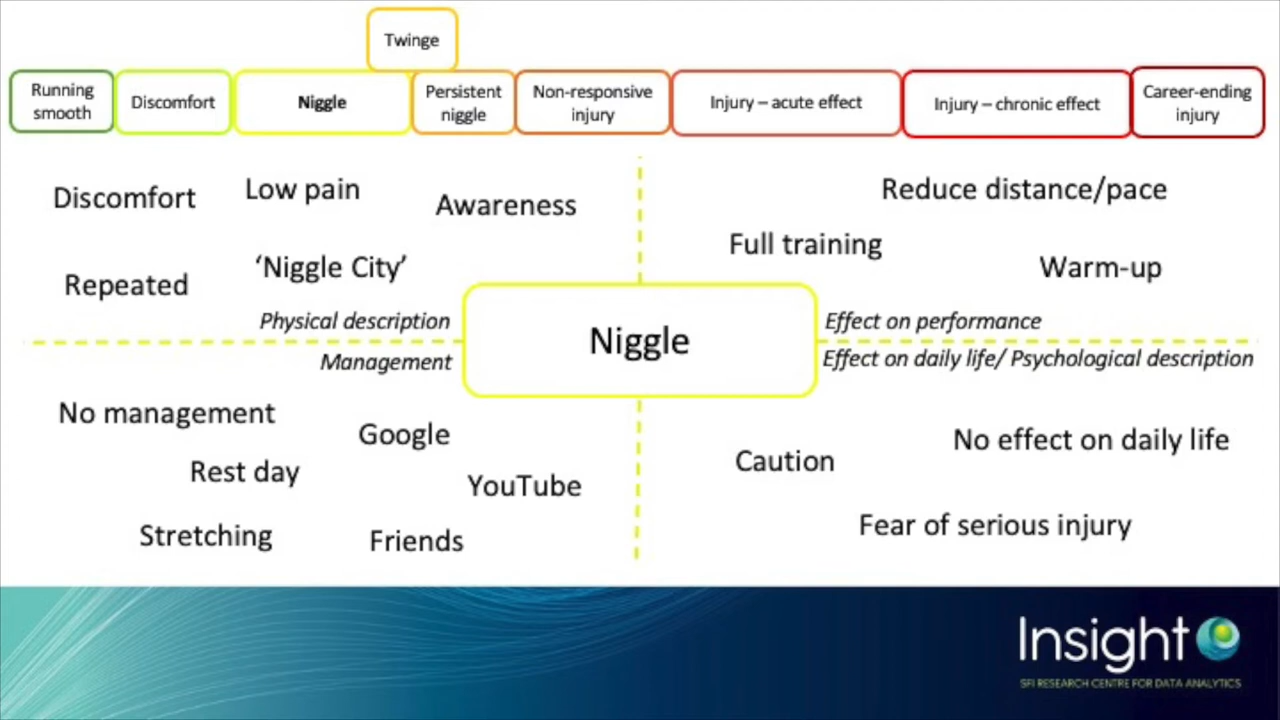 Twinge
Running
smooth
Discomfort
Niggle
Persistent
niggle
Non-responsive
injury
Injury – acute effect
Injury – chronic effect
Career-ending
injury
Discomfort
Low pain
Awareness
Repeated
‘Niggle City’
Physical description
Reduce distance/pace
Full training
Warm-up
Effect on performance
Niggle
Management
No management
Google
Rest day
YouTube
Stretching
Friends
Effect on daily life/ Psychological description
No effect on daily life
Caution
Fear of serious injury
Insight
SFI RESEARCH CENTRE FOR DATA ANALYTICS